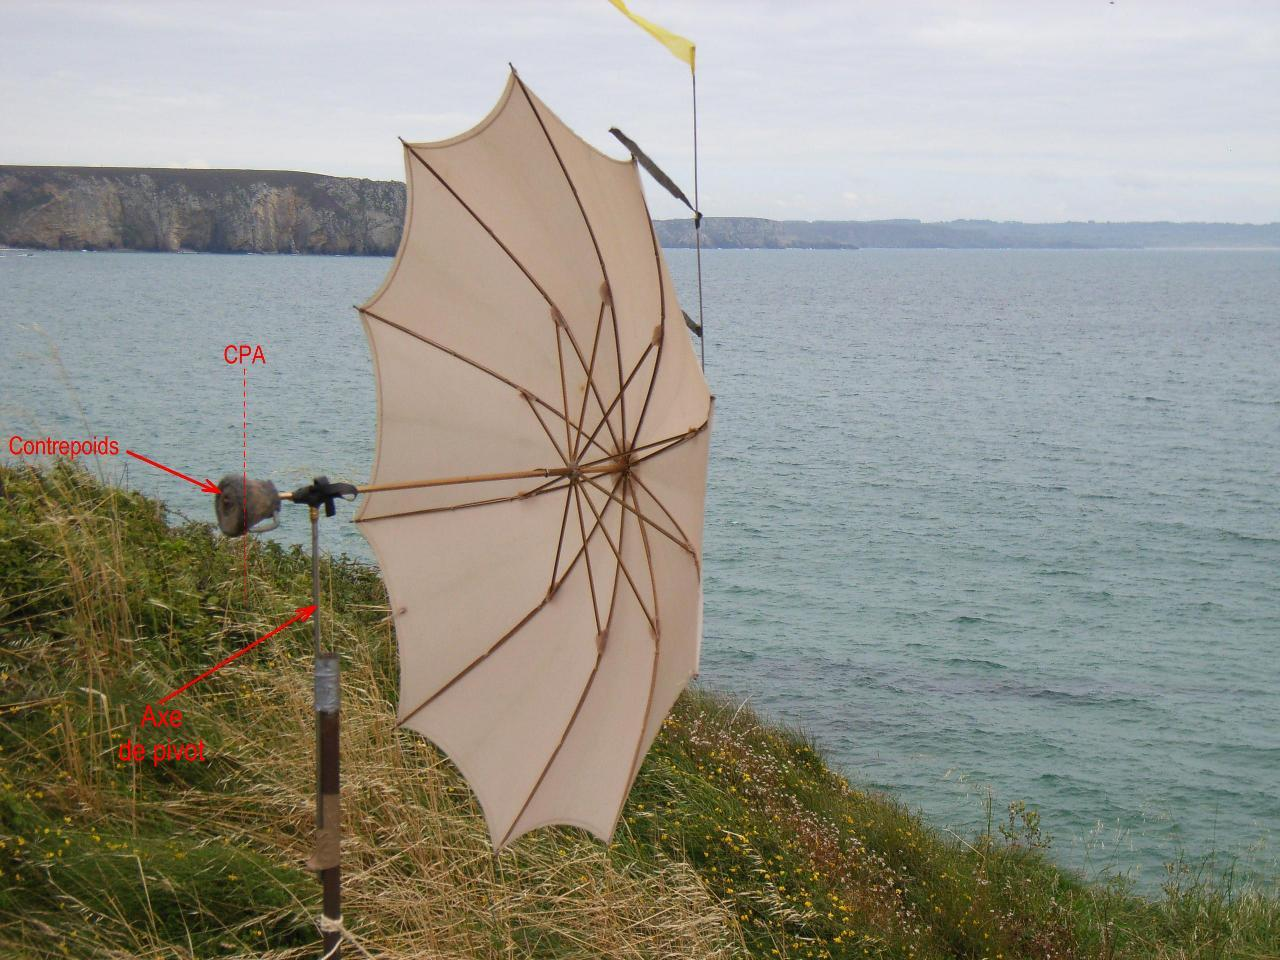 CPA
Contrepoids
Axe
de pivot